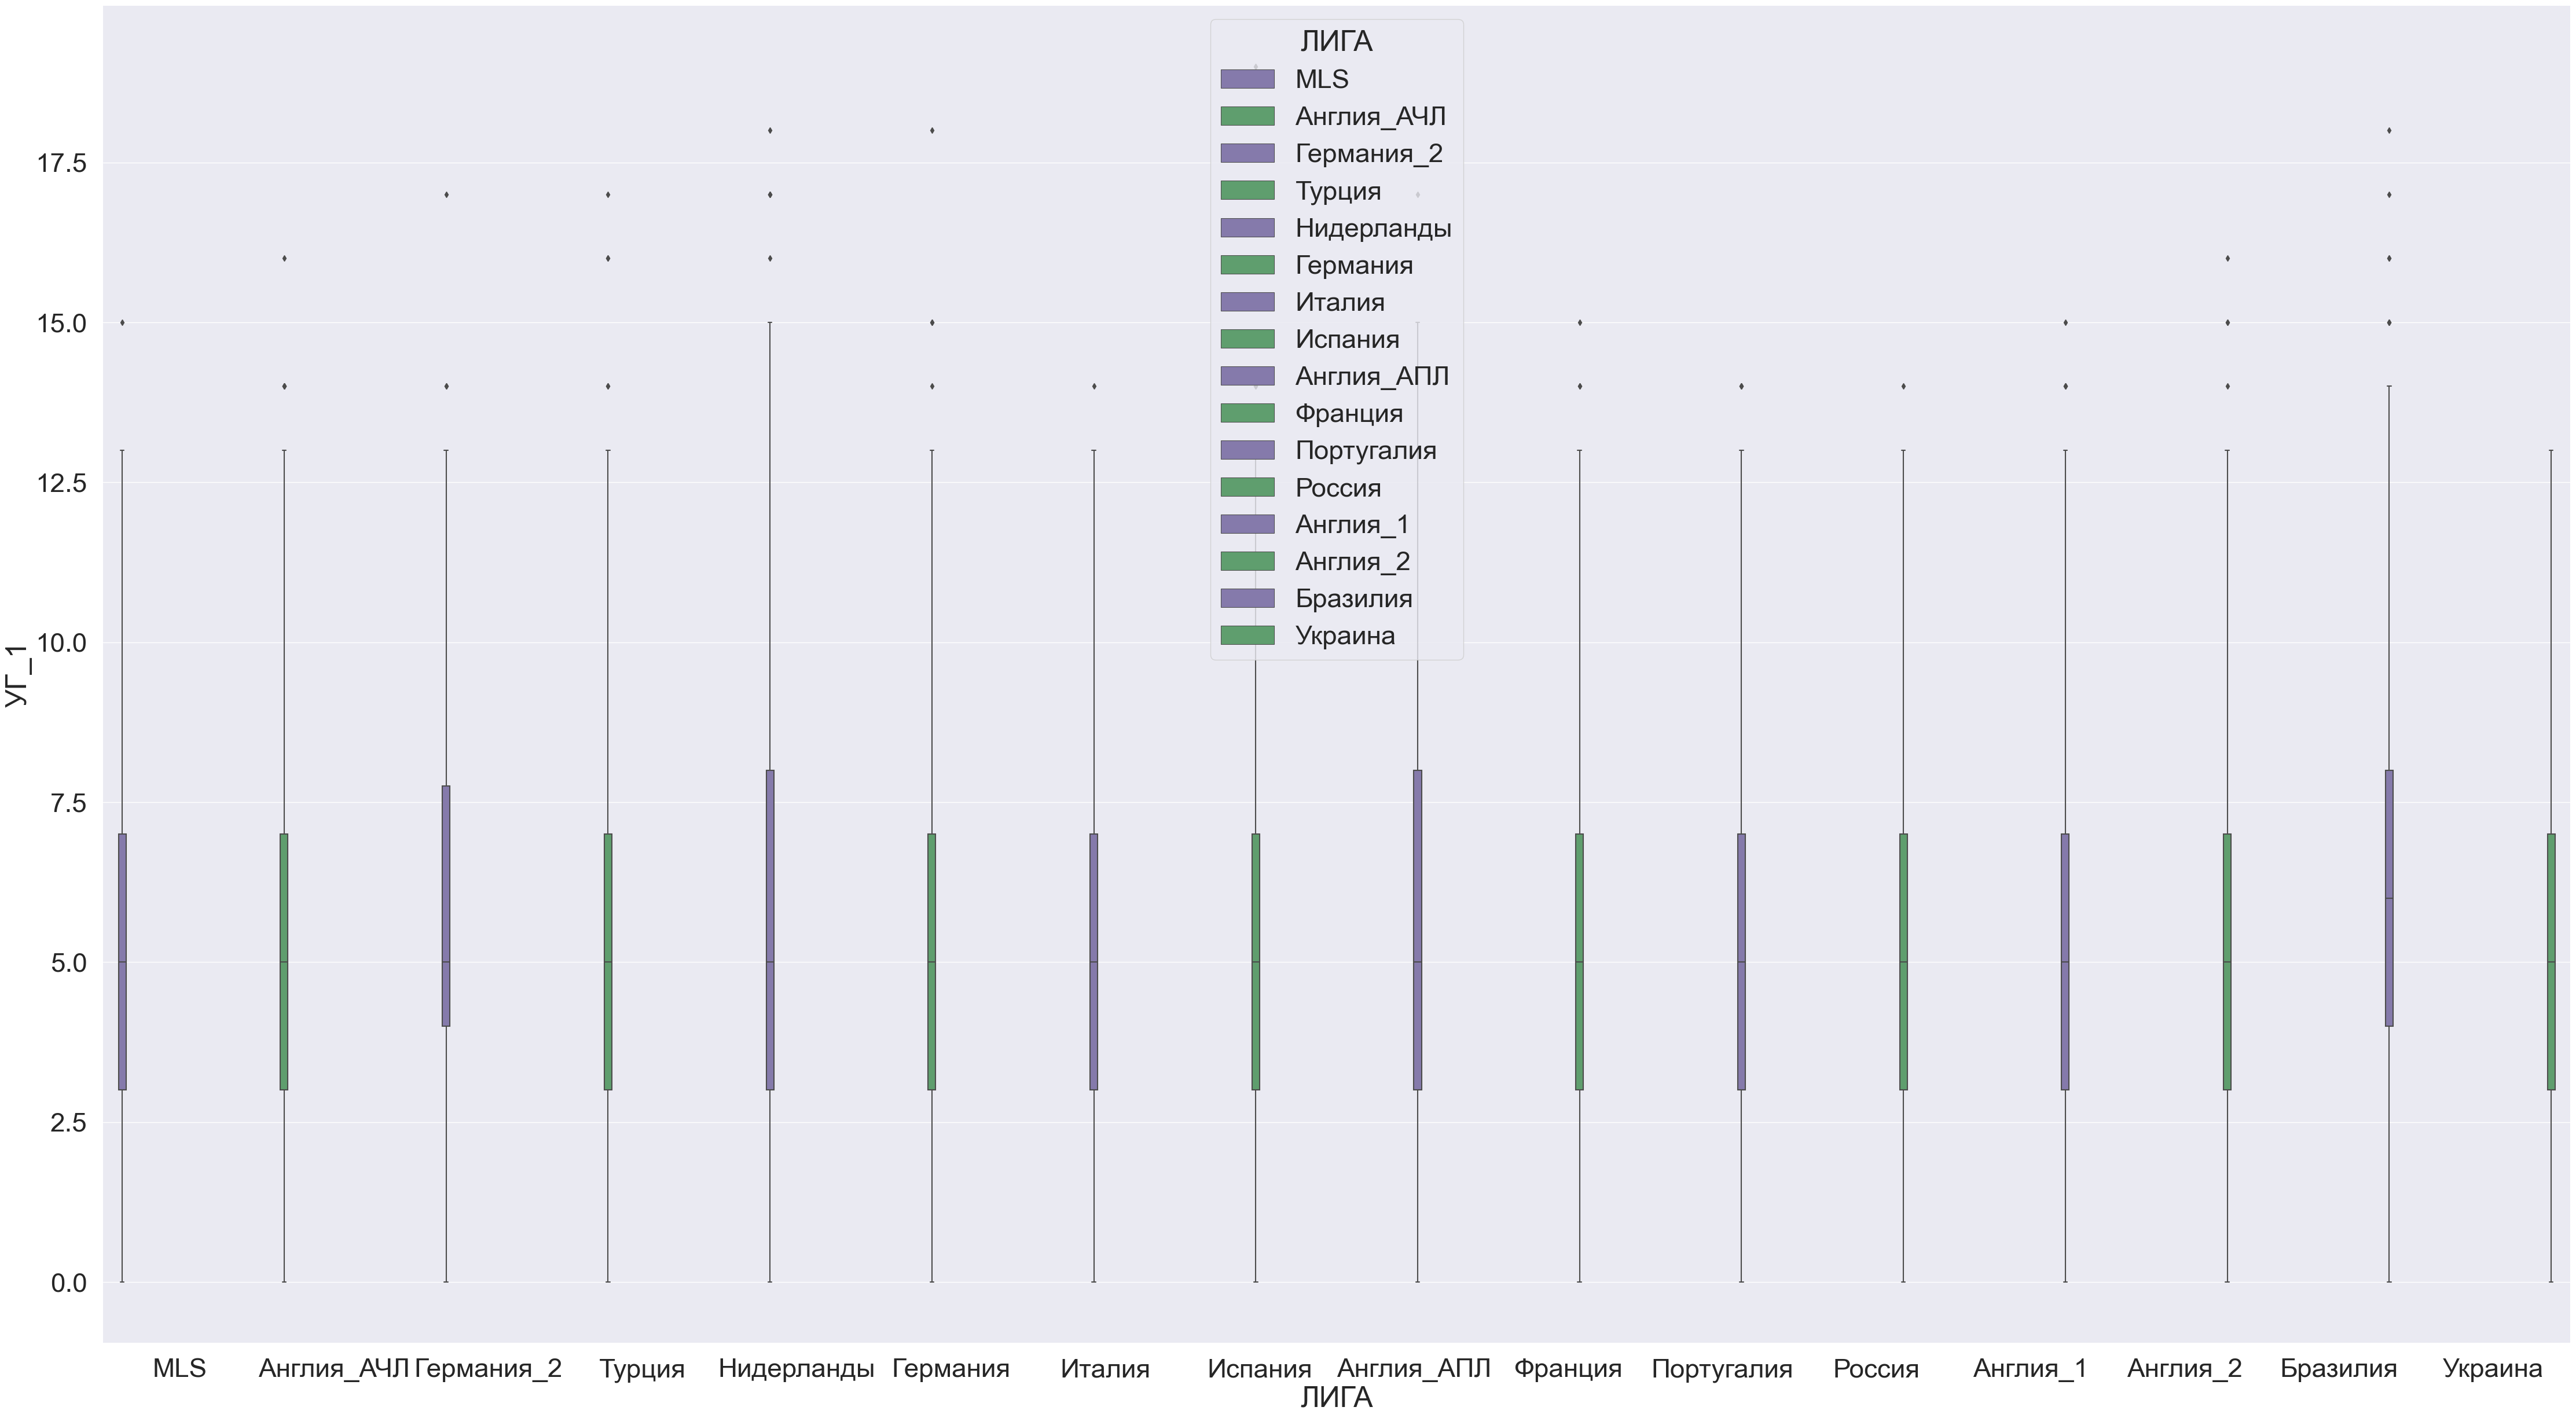 ЛИГА
MLS
Англия_АЧЛ
Германия_2
Турция
Нидерланды
Германия
Италия
Испания
Англия_АПЛ
Франция
Португалия
Россия
Англия_1
Англия_2
Бразилия
Украина
17.5
15.0
12.5
10.0
7.5
5.0
2.5
0.0
УГ_1
MLS Англия_АЧЛ Германия_2 Турция Нидерланды Германия Италия Испания Англия_АПЛ Франция Португалия Россия Англия_1 Англия_2 Бразилия Украина
ЛИГА